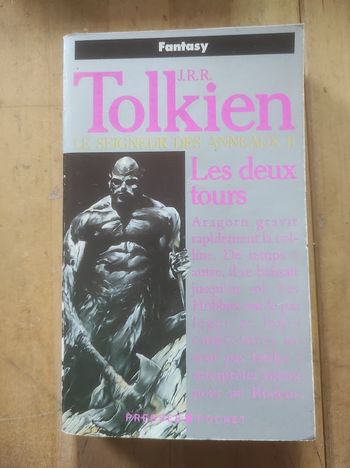 Fantasy
J.R.R.
Tolkien
LE SEIGNEUR DES ANNEAUX II
Les deux
tours
Aragorn gravit
rapidement la col-
line. De temps à
autre, il se baissait
jusqu'au sol. Les
Hobbits ont le pas
léger et leurs
empreintes ne
sont pas faciles à
interpréter même
pour un Rôdeur.
PRESSES POCKET